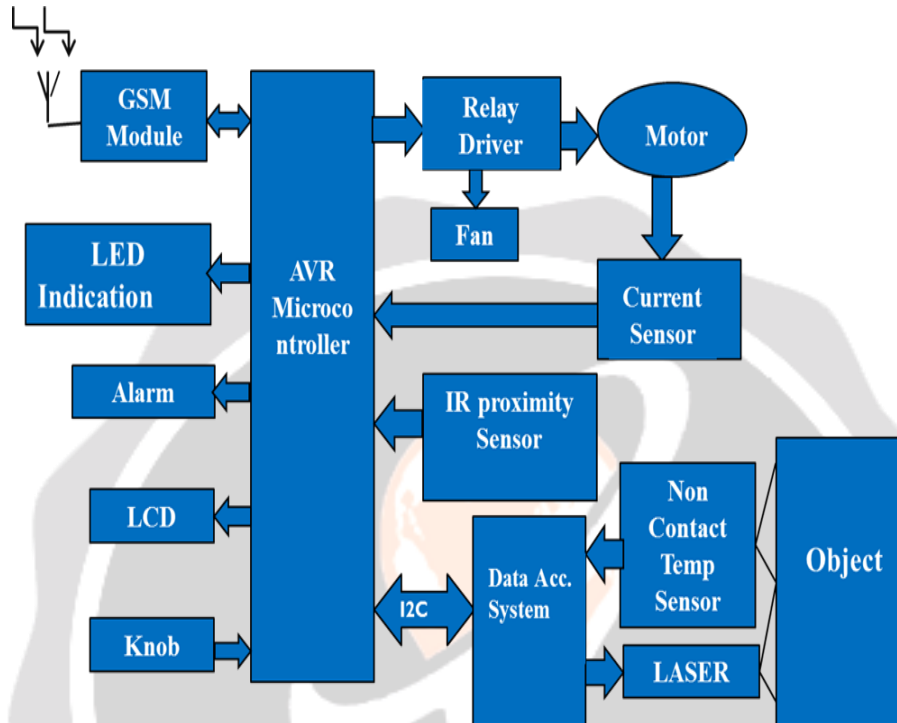 GSM
Module
Relay
Driver
Motor
Fan
LED
Indication
AVR
Microco
ntroller
Current
Sensor
Alarm
IR proximity
Sensor
LCD
Non
Contact
Temp
Sensor
Object
Data Acc.
System
I2C
Knob
LASER